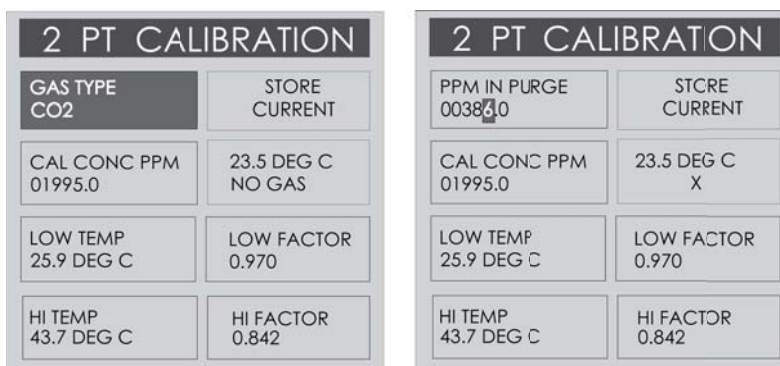 2 PT CALIBRATION
GAS TYPE
CO2
STORE
CURRENT
CAL CONC PPM
01995.0
23.5 DEG C
NO GAS
LOW TEMP
25.9 DEG C
LOW FACTOR
0.970
HI TEMP
43.7 DEG C
HI FACTOR
0.842
2 PT CALIBRATION
PPM IN PURGE
00386.0
STORE
CURRENT
CAL CONC PPM
01995.0
23.5 DEG C
X
LOW TEMP
25.9 DEG C
LOW FACTOR
0.970
HI TEMP
43.7 DEG C
HI FACTOR
0.842